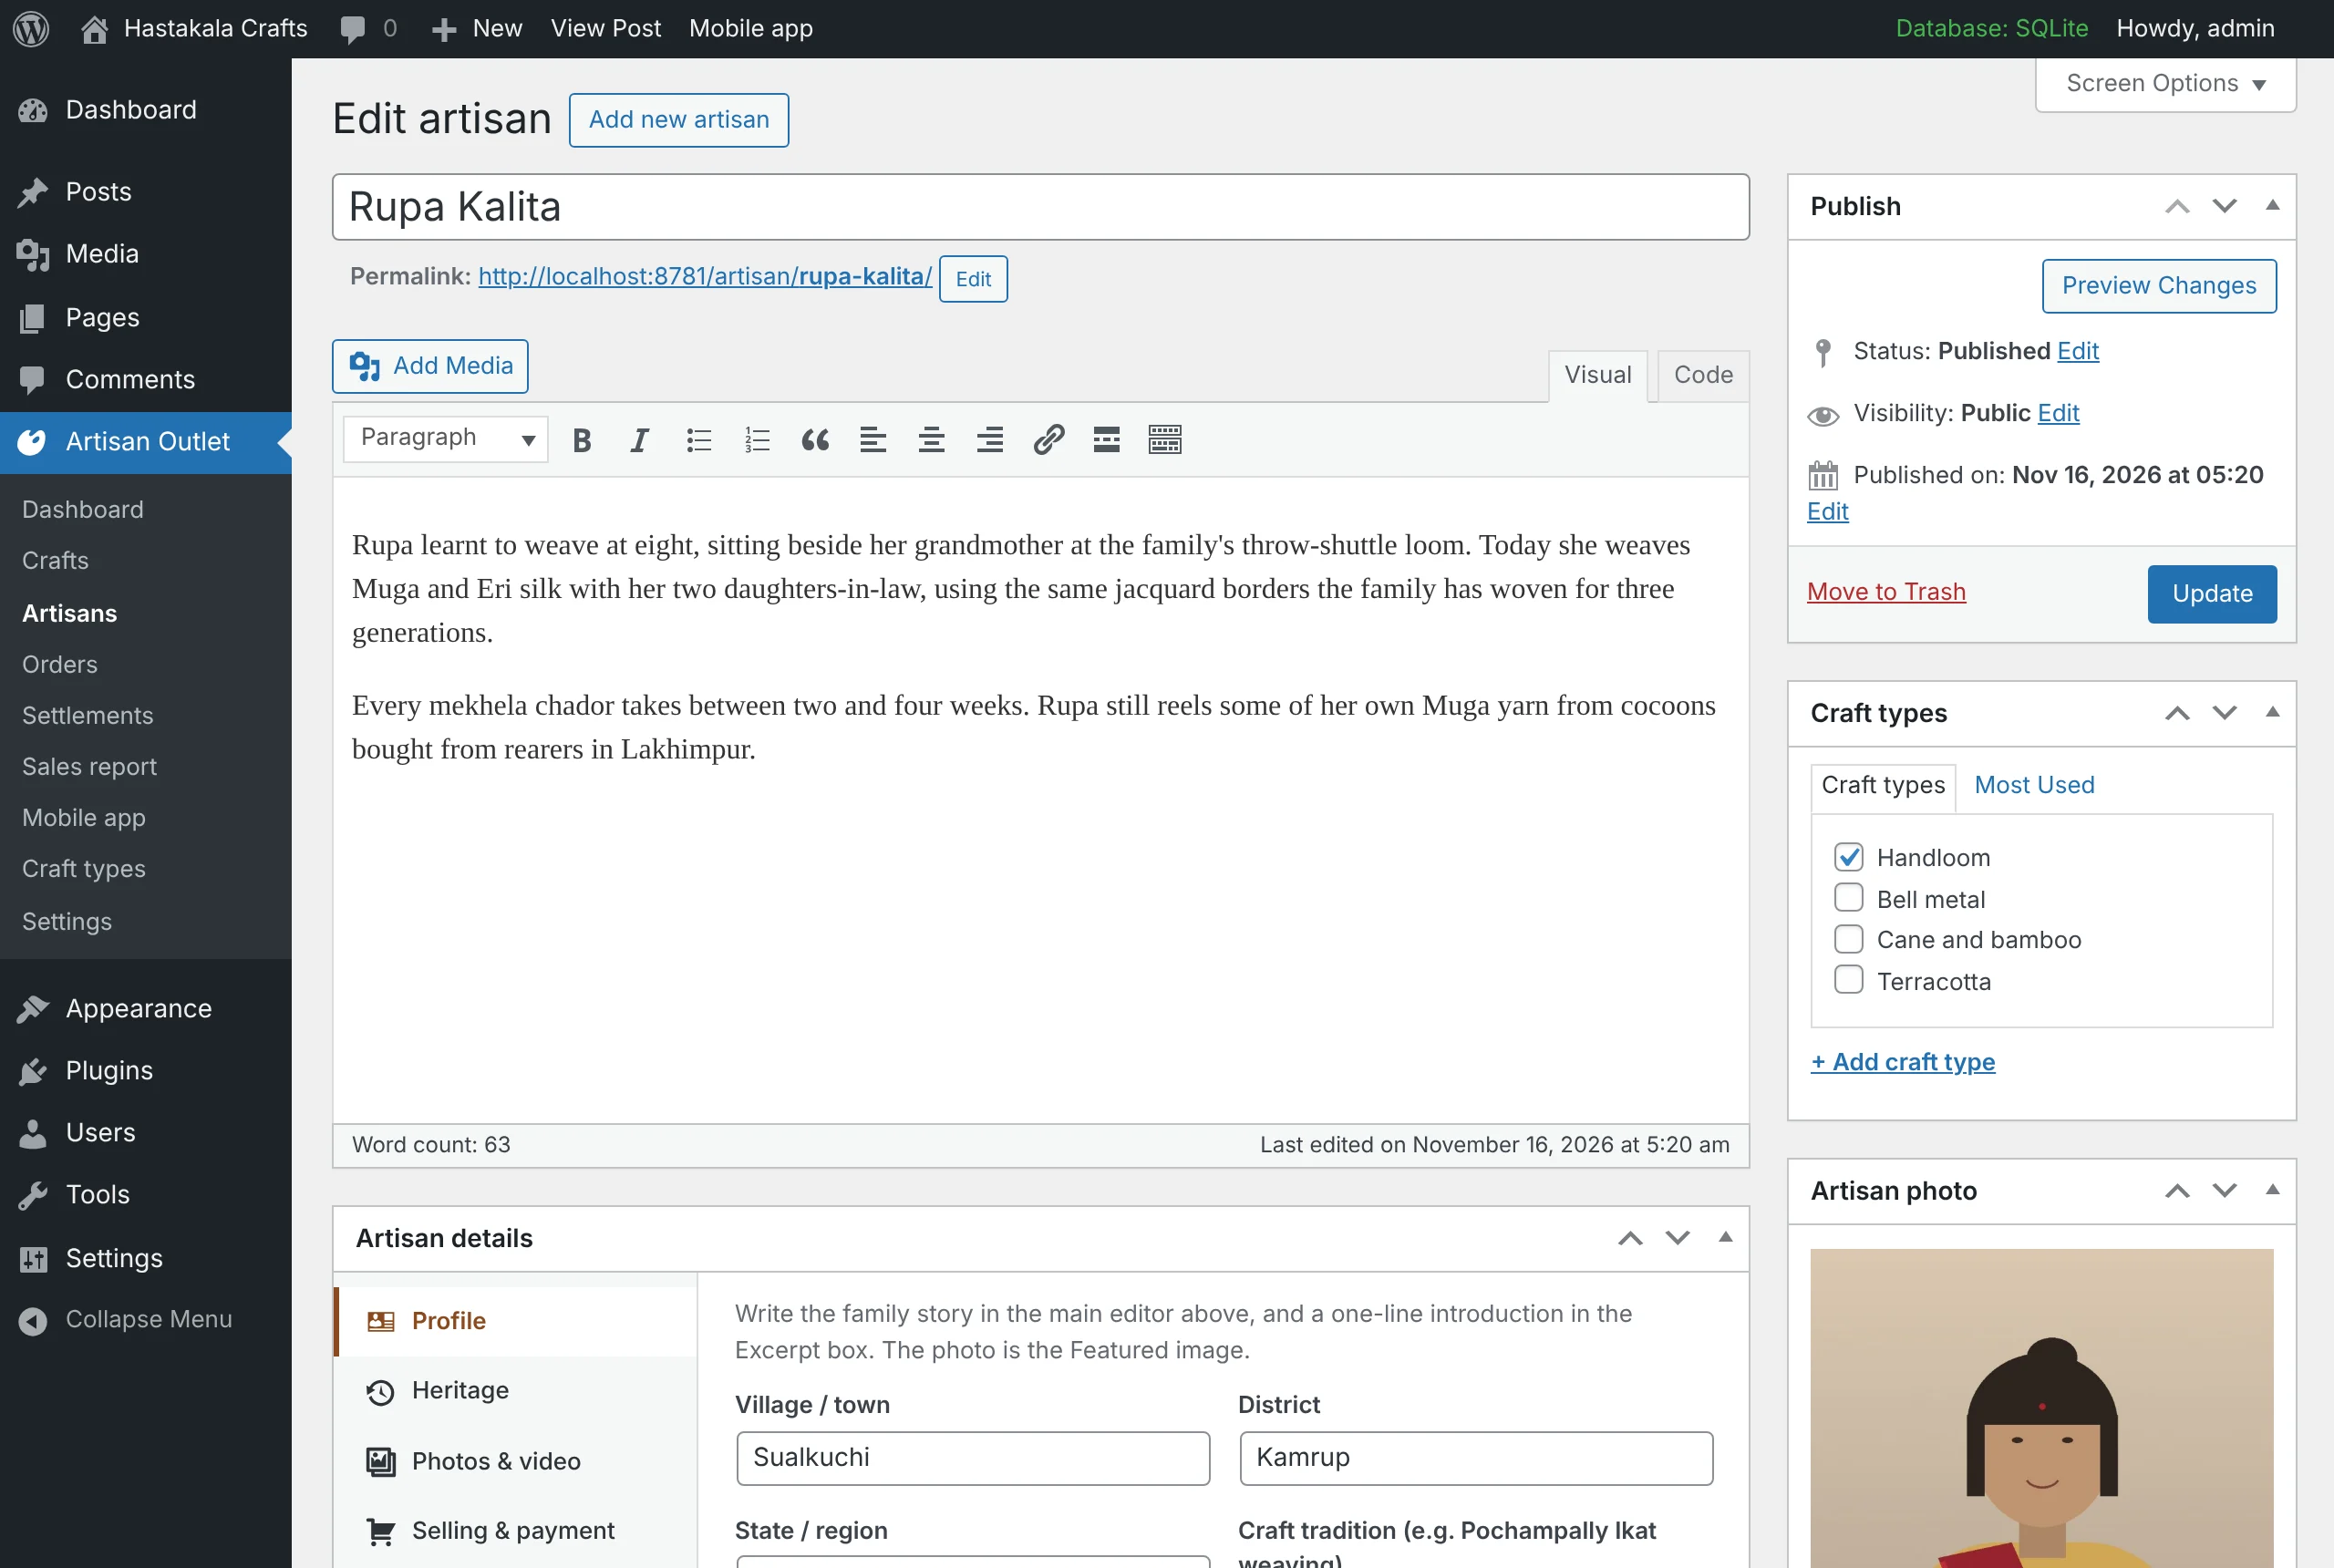 Hastakala Crafts 0 New View Post Mobile app Database: SQLite Howdy, admin
Dashboard
Posts
Media
Pages
Comments
Artisan Outlet
Dashboard
Crafts
Artisans
Orders
Settlements
Sales report
Mobile app
Craft types
Settings
Appearance
Plugins
Users
Tools
Settings
Collapse Menu
Screen Options
Edit artisan Add new artisan
Rupa Kalita
Permalink: http://localhost:8781/artisan/rupa-kalita/ Edit
Add Media
Visual Code
Paragraph
Rupa learnt to weave at eight, sitting beside her grandmother at the family's throw-shuttle loom. Today she weaves
Muga and Eri silk with her two daughters-in-law, using the same jacquard borders the family has woven for three
generations.
Every mekhela chador takes between two and four weeks. Rupa still reels some of her own Muga yarn from cocoons
bought from rearers in Lakhimpur.
Word count: 63 Last edited on November 16, 2026 at 5:20 am
Artisan details
Profile
Heritage
Photos & video
Selling & payment
Write the family story in the main editor above, and a one-line introduction in the
Excerpt box. The photo is the Featured image.
Village / town District
Sualkuchi Kamrup
State / region Craft tradition (e.g. Pochampally Ikat
weaving)
Publish
Preview Changes
Status: Published Edit
Visibility: Public Edit
Published on: Nov 16, 2026 at 05:20
Edit
Move to Trash Update
Craft types
Craft types Most Used
Handloom
Bell metal
Cane and bamboo
Terracotta
+ Add craft type
Artisan photo